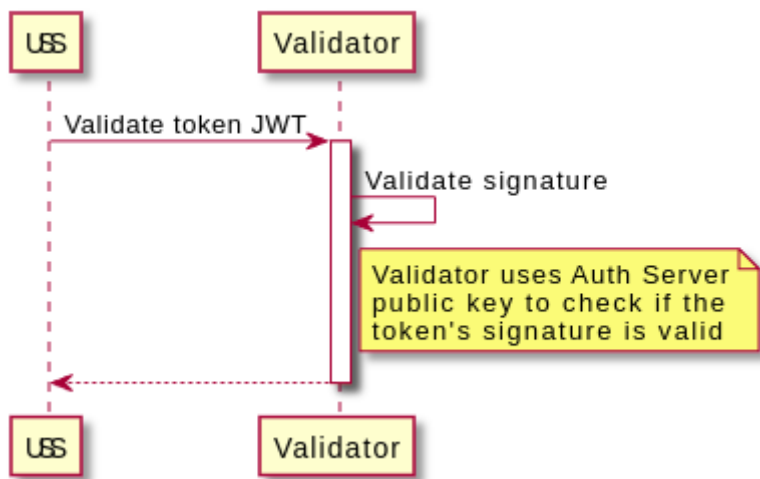 USS
Validator
Validate token JWT
Validate signature
Validator uses Auth Server
public key to check if the
token's signature is valid
USS
Validator